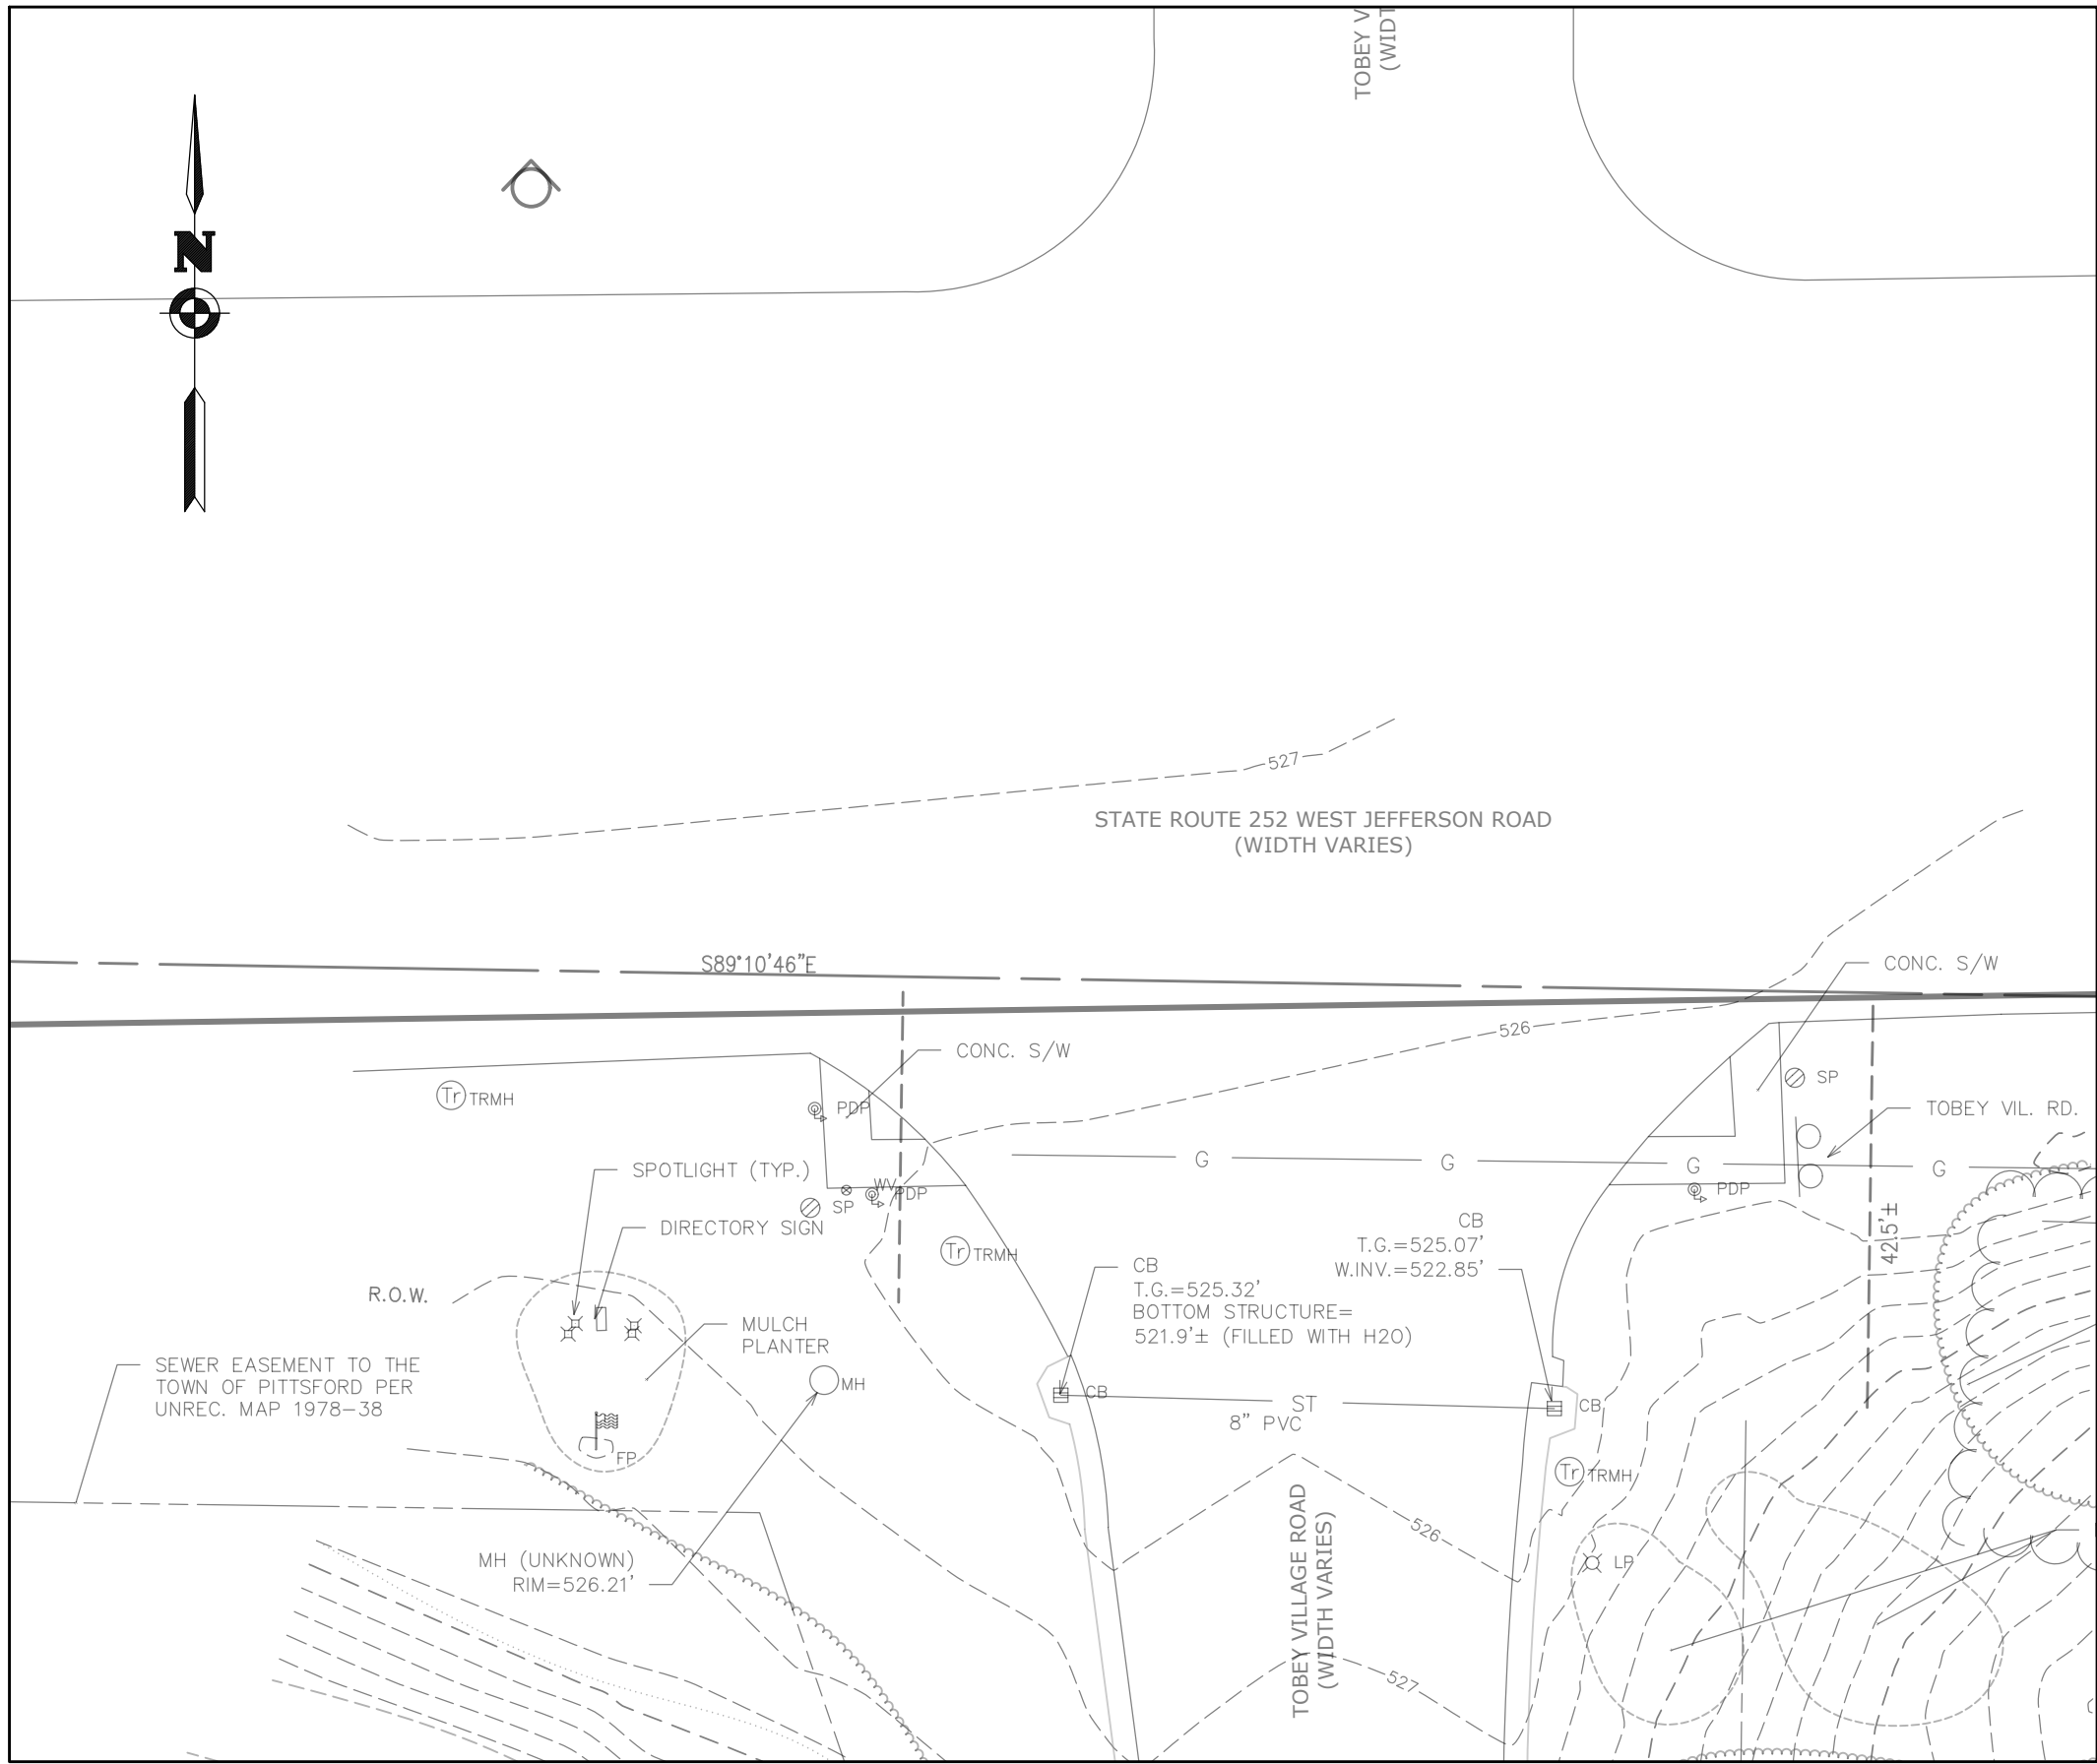 TOBEY V
(WIDT
N
527
STATE ROUTE 252 WEST JEFFERSON ROAD
(WIDTH VARIES)
S89°10'46"E
CONC. S/W
526
CONC. S/W
TRMH
Tr
PDP
SP
TOBEY VIL. RD.
G
G
G
G
SPOTLIGHT (TYP.)
WV
PDP
SP
PDP
DIRECTORY SIGN
Tr
TRMH
CB
T.G.=525.07'
W.INV.=522.85'
42.5'±
CB
T.G.=525.32'
BOTTOM STRUCTURE=
521.9'± (FILLED WITH H2O)
R.O.W.
MULCH
PLANTER
SEWER EASEMENT TO THE
TOWN OF PITTSFORD PER
UNREC. MAP 1978-38
MH
CB
ST
8" PVC
CB
FP
Tr
TRMH
526
MH (UNKNOWN)
RIM=526.21'
LP
TOBEY VILLAGE ROAD
(WIDTH VARIES)
527